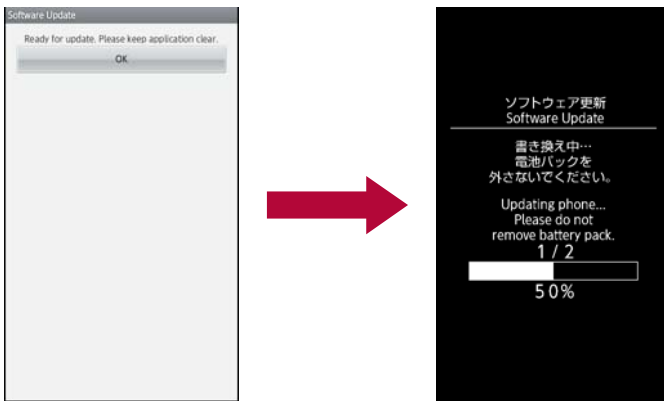 Software Update
Ready for update. Please keep application clear.
OK
ソフトウェア更新
Software Update
書き換え中…
電池パックを
外さないでください。
Updating phone...
Please do not
remove battery pack.
1 / 2
50%